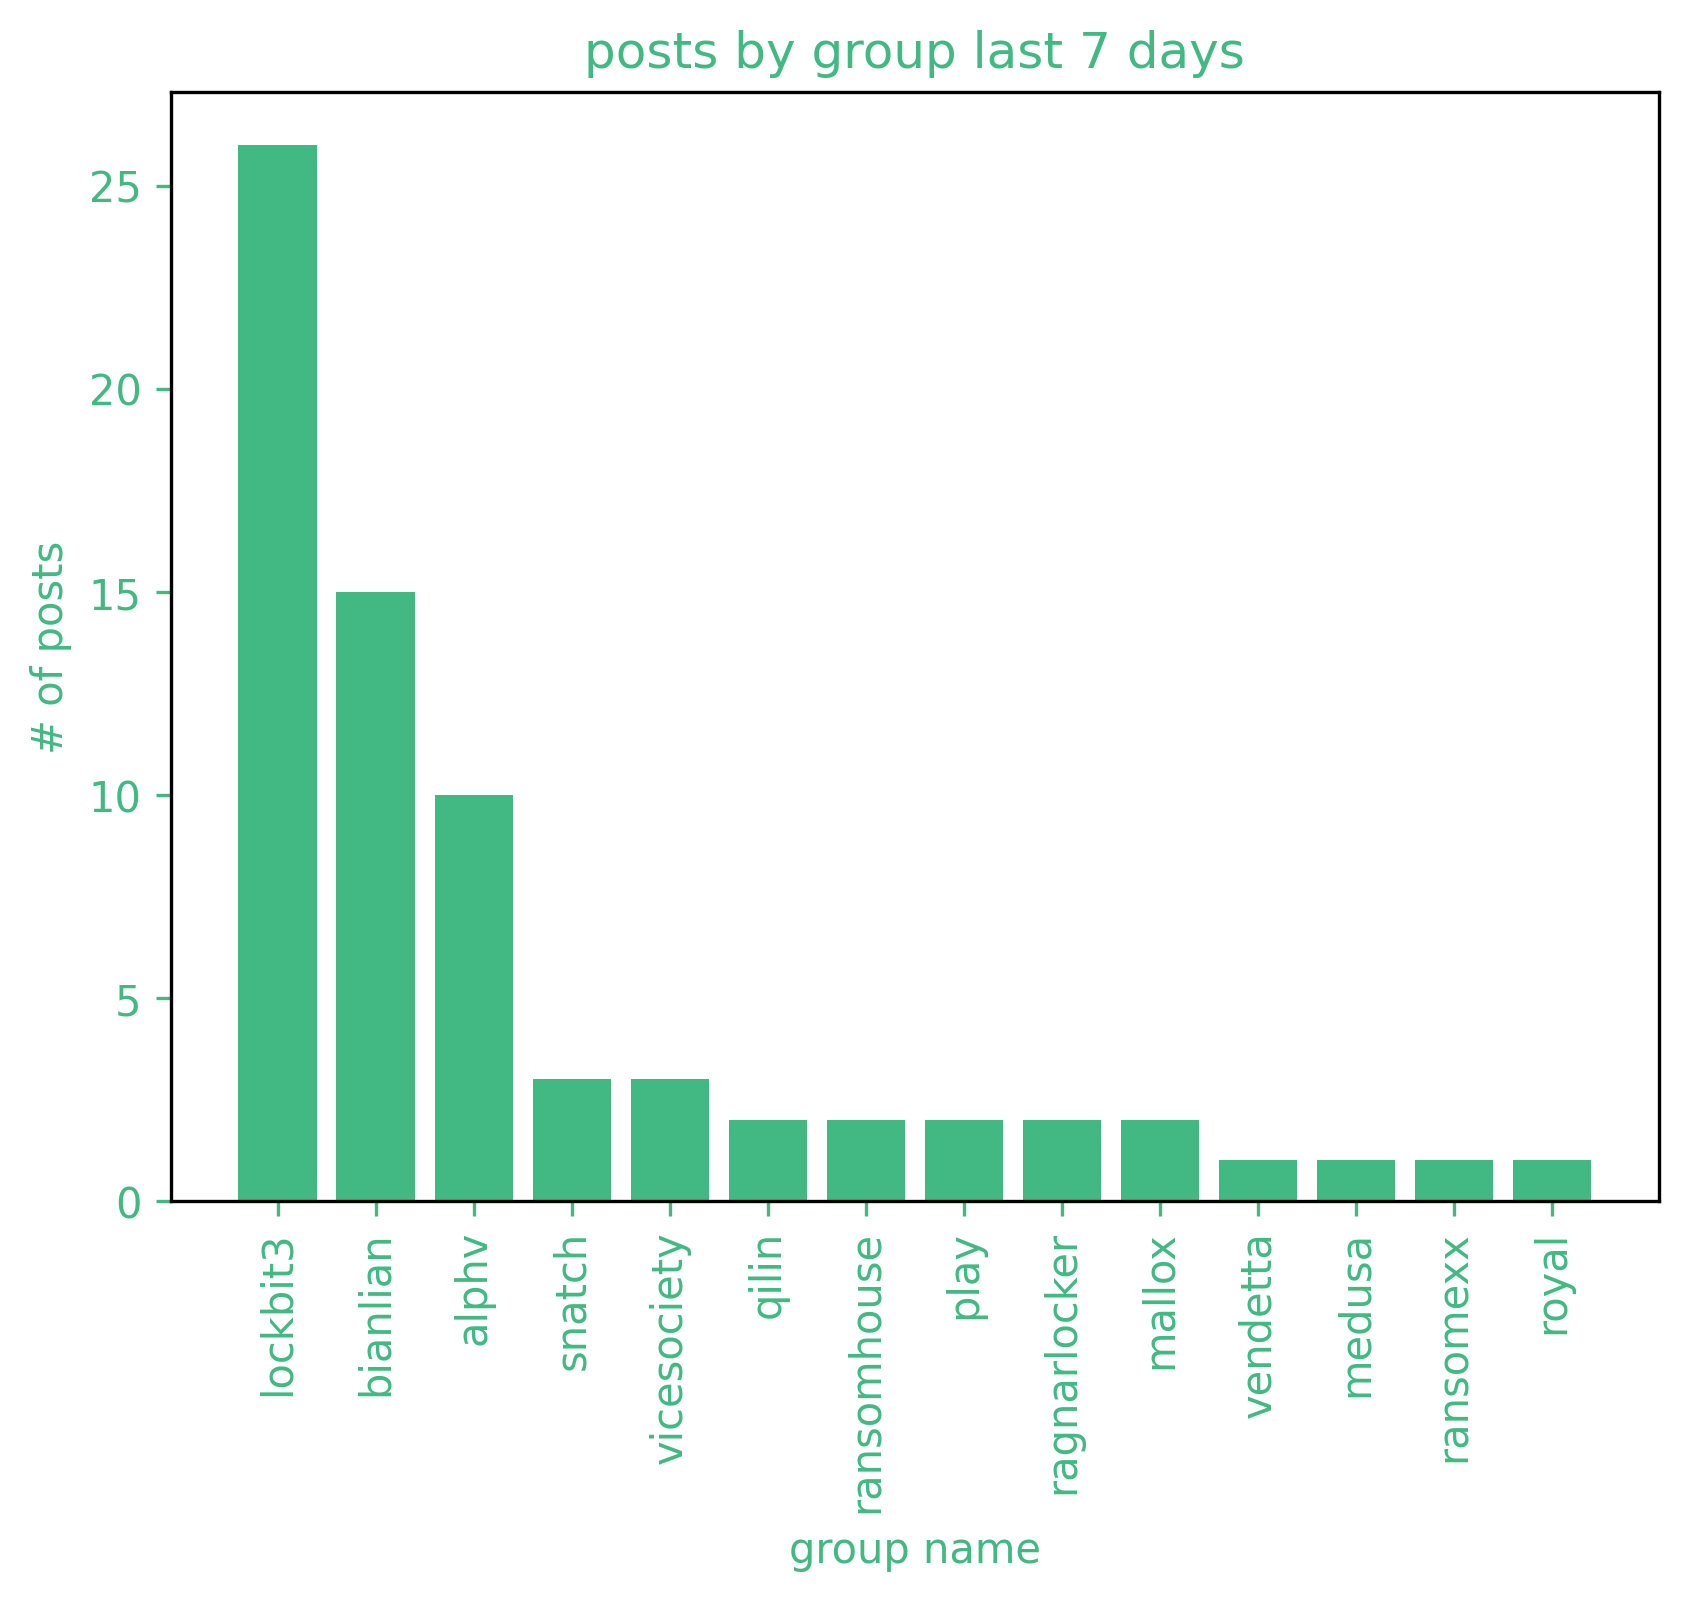 posts by group last 7 days
# of posts
25
20
15
10
5
0
lockbit3
bianlian
alphv
snatch
vicesociety
qilin
ransomhouse
play
ragnarlocker
mallox
vendetta
medusa
ransomexx
royal
group name